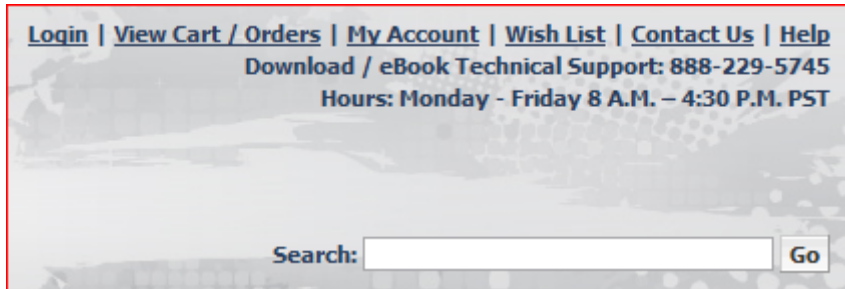 Login | View Cart / Orders | My Account | Wish List | Contact Us | Help
Download / eBook Technical Support: 888-229-5745
Hours: Monday - Friday 8 A.M. – 4:30 P.M. PST
Search: Go